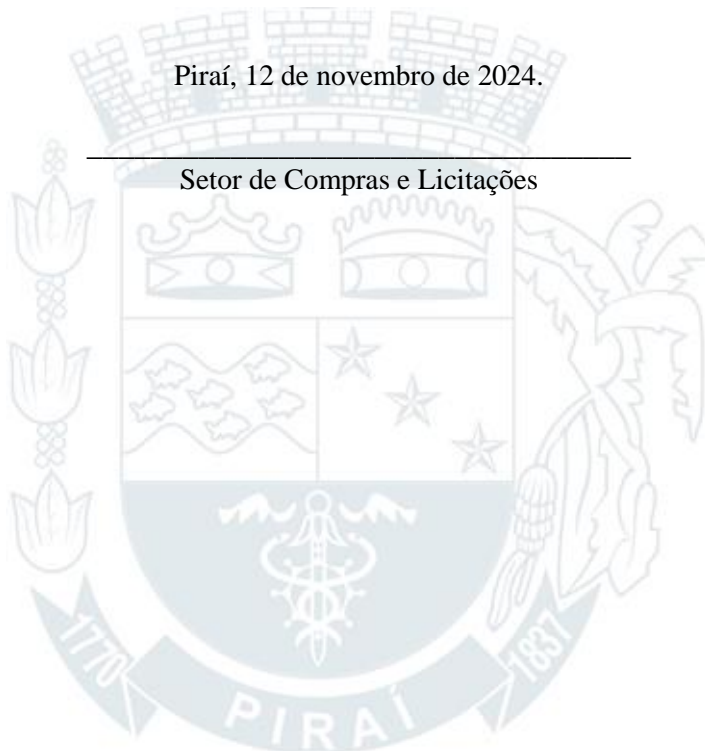 Piraí, 12 de novembro de 2024.
Setor de Compras e Licitações
1770
PIRAÍ
1837